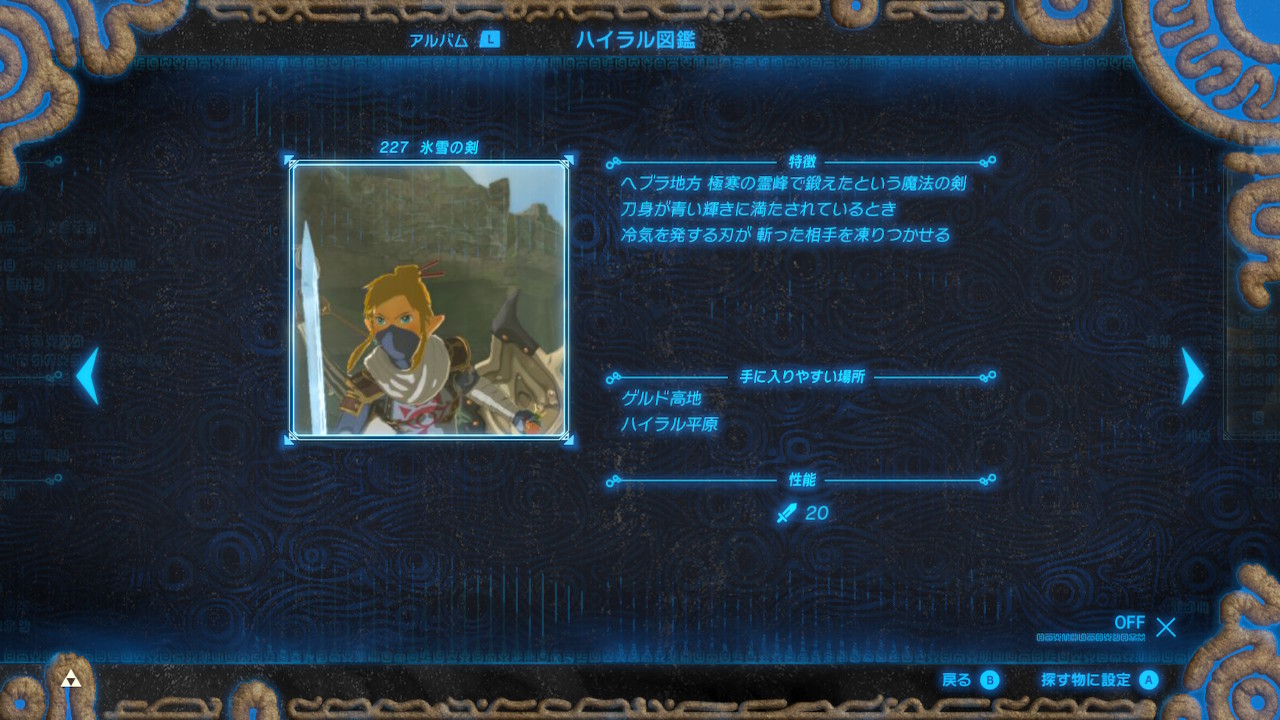 アルバム L
ハイラル図鑑
227 氷雪の剣
特徴
ヘブラ地方 極寒の霊峰で鍛えたという魔法の剣
刀身が青い輝きに満たされているとき
冷気を発する刃が 斬った相手を凍りつかせる
手に入りやすい場所
ゲルド高地
ハイラル平原
性能
20
OFF
戻る B
探す物に設定 A